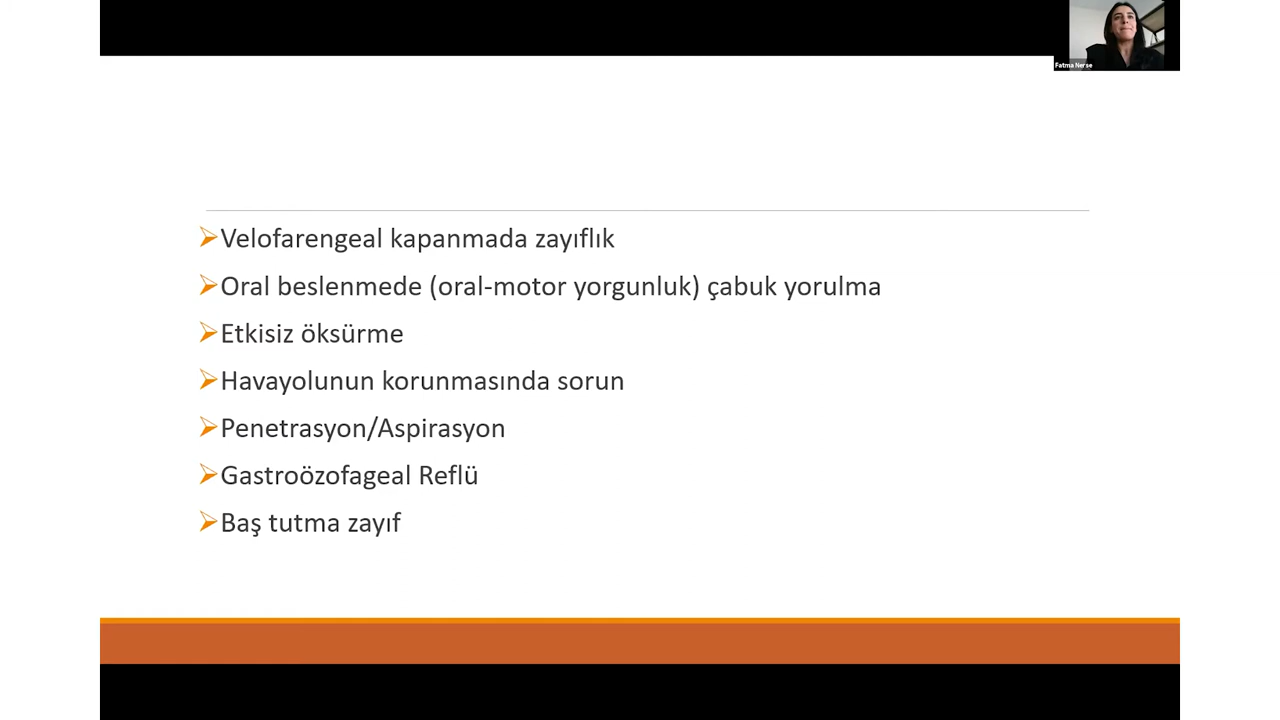 Fatma Nerse
Velofarengeal kapanmada zayıflık
Oral beslenmede (oral-motor yorgunluk) çabuk yorulma
Etkisiz öksürme
Havayolunun korunmasında sorun
Penetrasyon/Aspirasyon
Gastroözofageal Reflü
Baş tutma zayıf